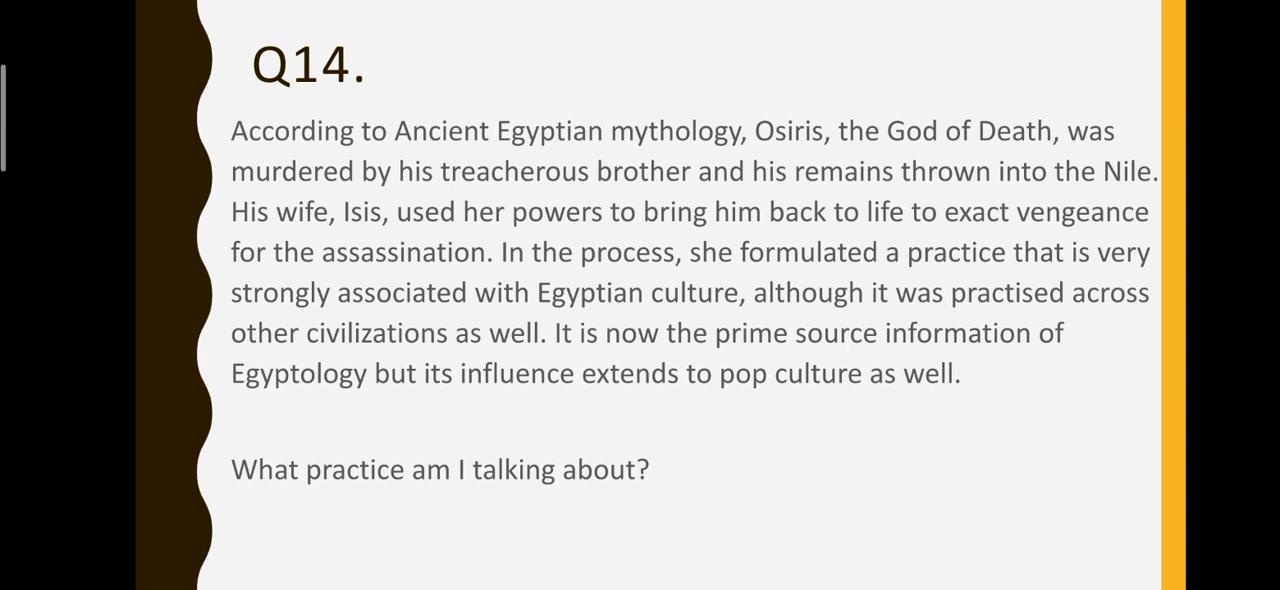 Q14.
According to Ancient Egyptian mythology, Osiris, the God of Death, was
murdered by his treacherous brother and his remains thrown into the Nile.
His wife, Isis, used her powers to bring him back to life to exact vengeance
for the assassination. In the process, she formulated a practice that is very
strongly associated with Egyptian culture, although it was practised across
other civilizations as well. It is now the prime source information of
Egyptology but its influence extends to pop culture as well.
What practice am I talking about?